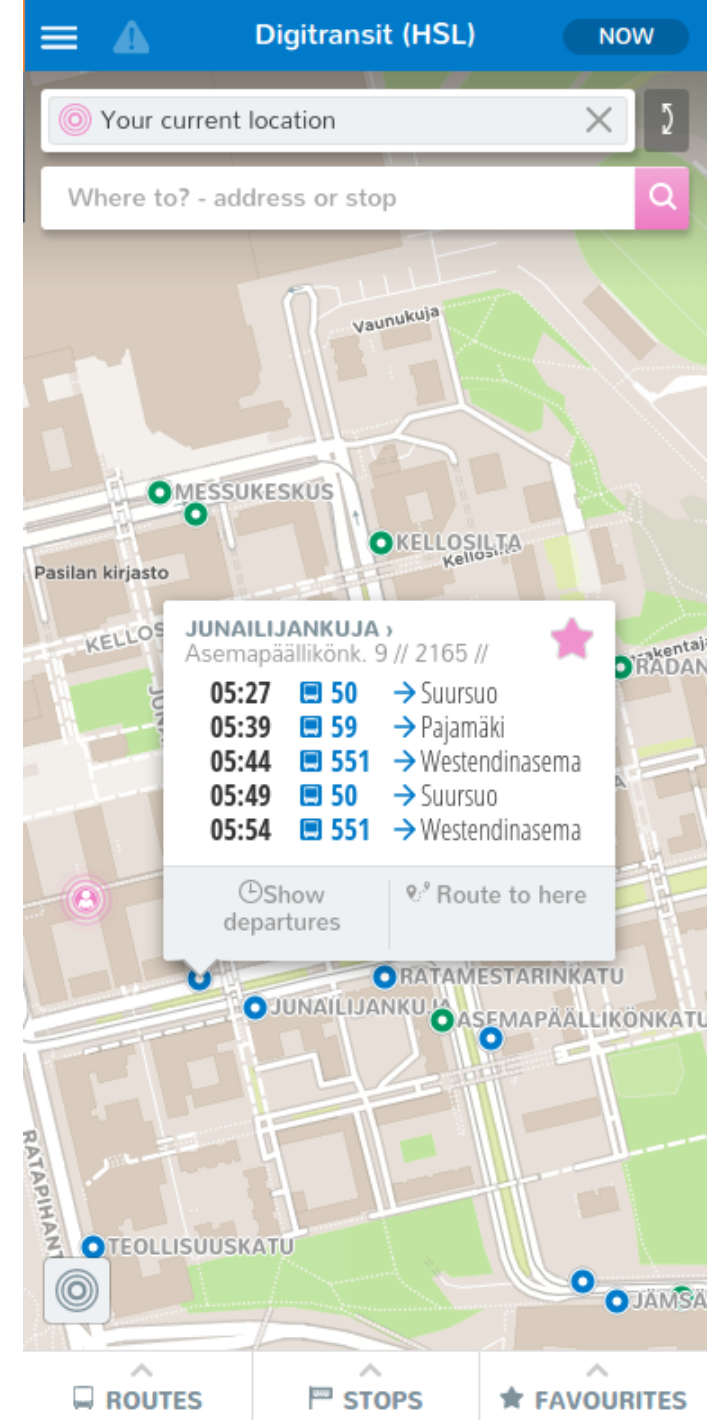 Digitransit (HSL)
NOW
Your current location
Where to? - address or stop
Vaunukuja
MESSUKESKUS
KELLOSILTA
Kellosilta
Pasilan kirjasto
JUNAILIJANKUJA ›
Asemapäällikönk. 9 // 2165 //
05:27 50 → Suursuo
05:39 59 → Pajamäki
05:44 551 → Westendinasema
05:49 50 → Suursuo
05:54 551 → Westendinasema
Show
departures
Route to here
KELLOS
RADAN
RATAMESTARINKATU
JUNAILIJANKUJA
ASEMAPÄÄLLIKÖNKATU
RATAPIHANT
TEOLLISUUSKATU
JÄMSÄ
ROUTES
STOPS
FAVOURITES